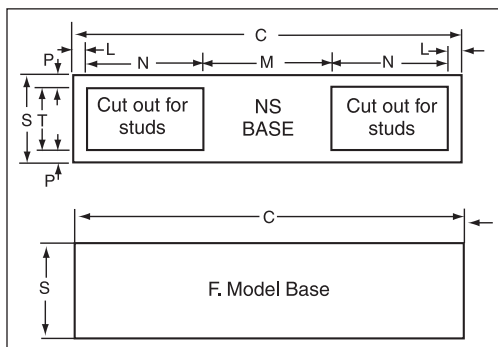 C
P L L
N M N
S T Cut out for studs NS BASE Cut out for studs
P
C
S F. Model Base